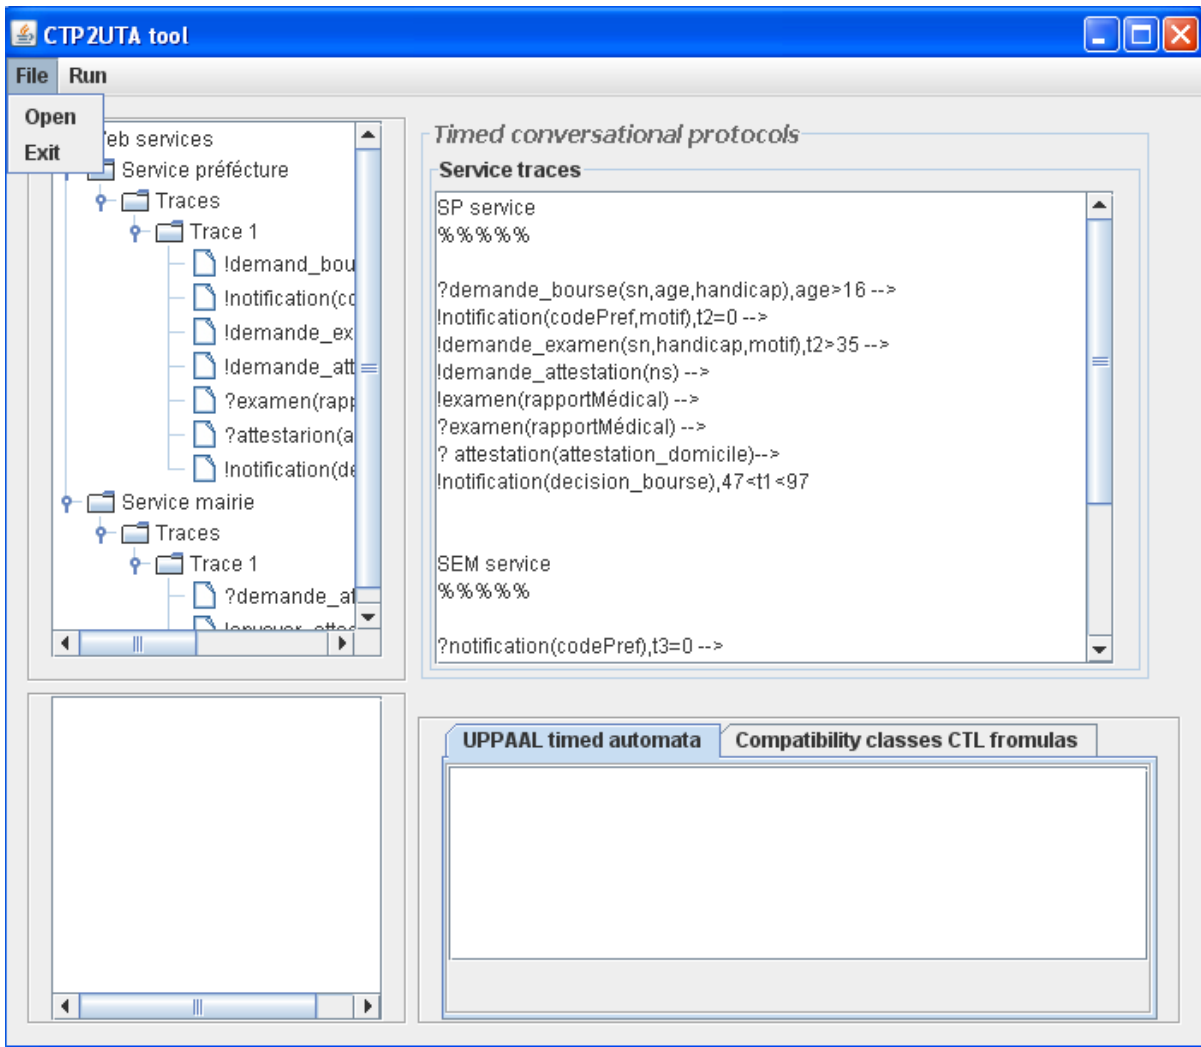 CTP2UTA tool
File Run
Open
Exit
eb services
Service préfécture
Traces
Trace 1
!demand_bou
!notification(co
!demande_ex
!demande_att
?examen(rapp
?attestarion(a
!notification(de
Service mairie
Traces
Trace 1
?demande_at
Timed conversational protocols
Service traces
SP service
%%%%%
?demande_bourse(sn,age,handicap),age>16 -->
!notification(codePref,motif),t2=0 -->
!demande_examen(sn,handicap,motif),t2>35 -->
!demande_attestation(ns) -->
!examen(rapportMédical) -->
?examen(rapportMédical) -->
? attestation(attestation_domicile)-->
!notification(decision_bourse),47<t1<97
SEM service
%%%%%
?notification(codePref),t3=0 -->
UPPAAL timed automata
Compatibility classes CTL fromulas